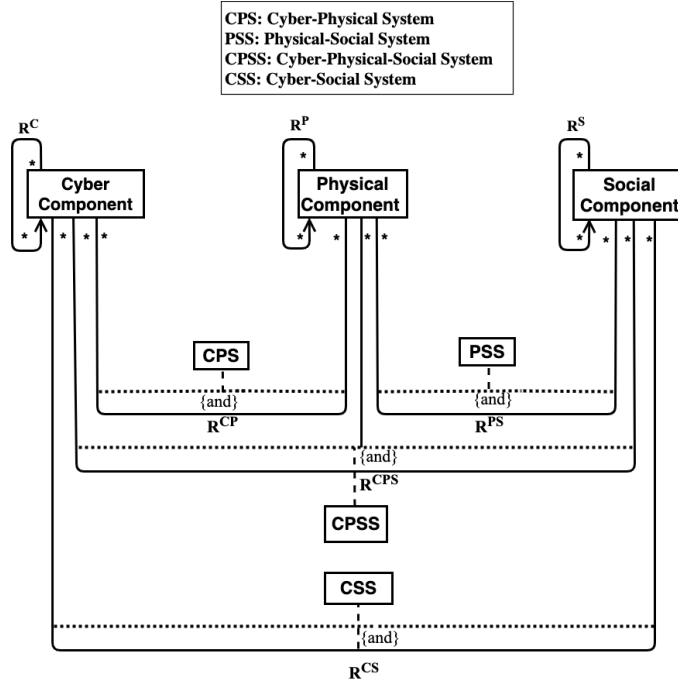 CPS: Cyber-Physical System
PSS: Physical-Social System
CPSS: Cyber-Physical-Social System
CSS: Cyber-Social System
R^C
R^P
R^S
* * *
Cyber Component
Physical Component
Social Component
* * * * * * * * * * * *
CPS
PSS
{and}
{and}
R^CP
R^PS
{and}
R^CPS
CPSS
CSS
{and}
R^CS